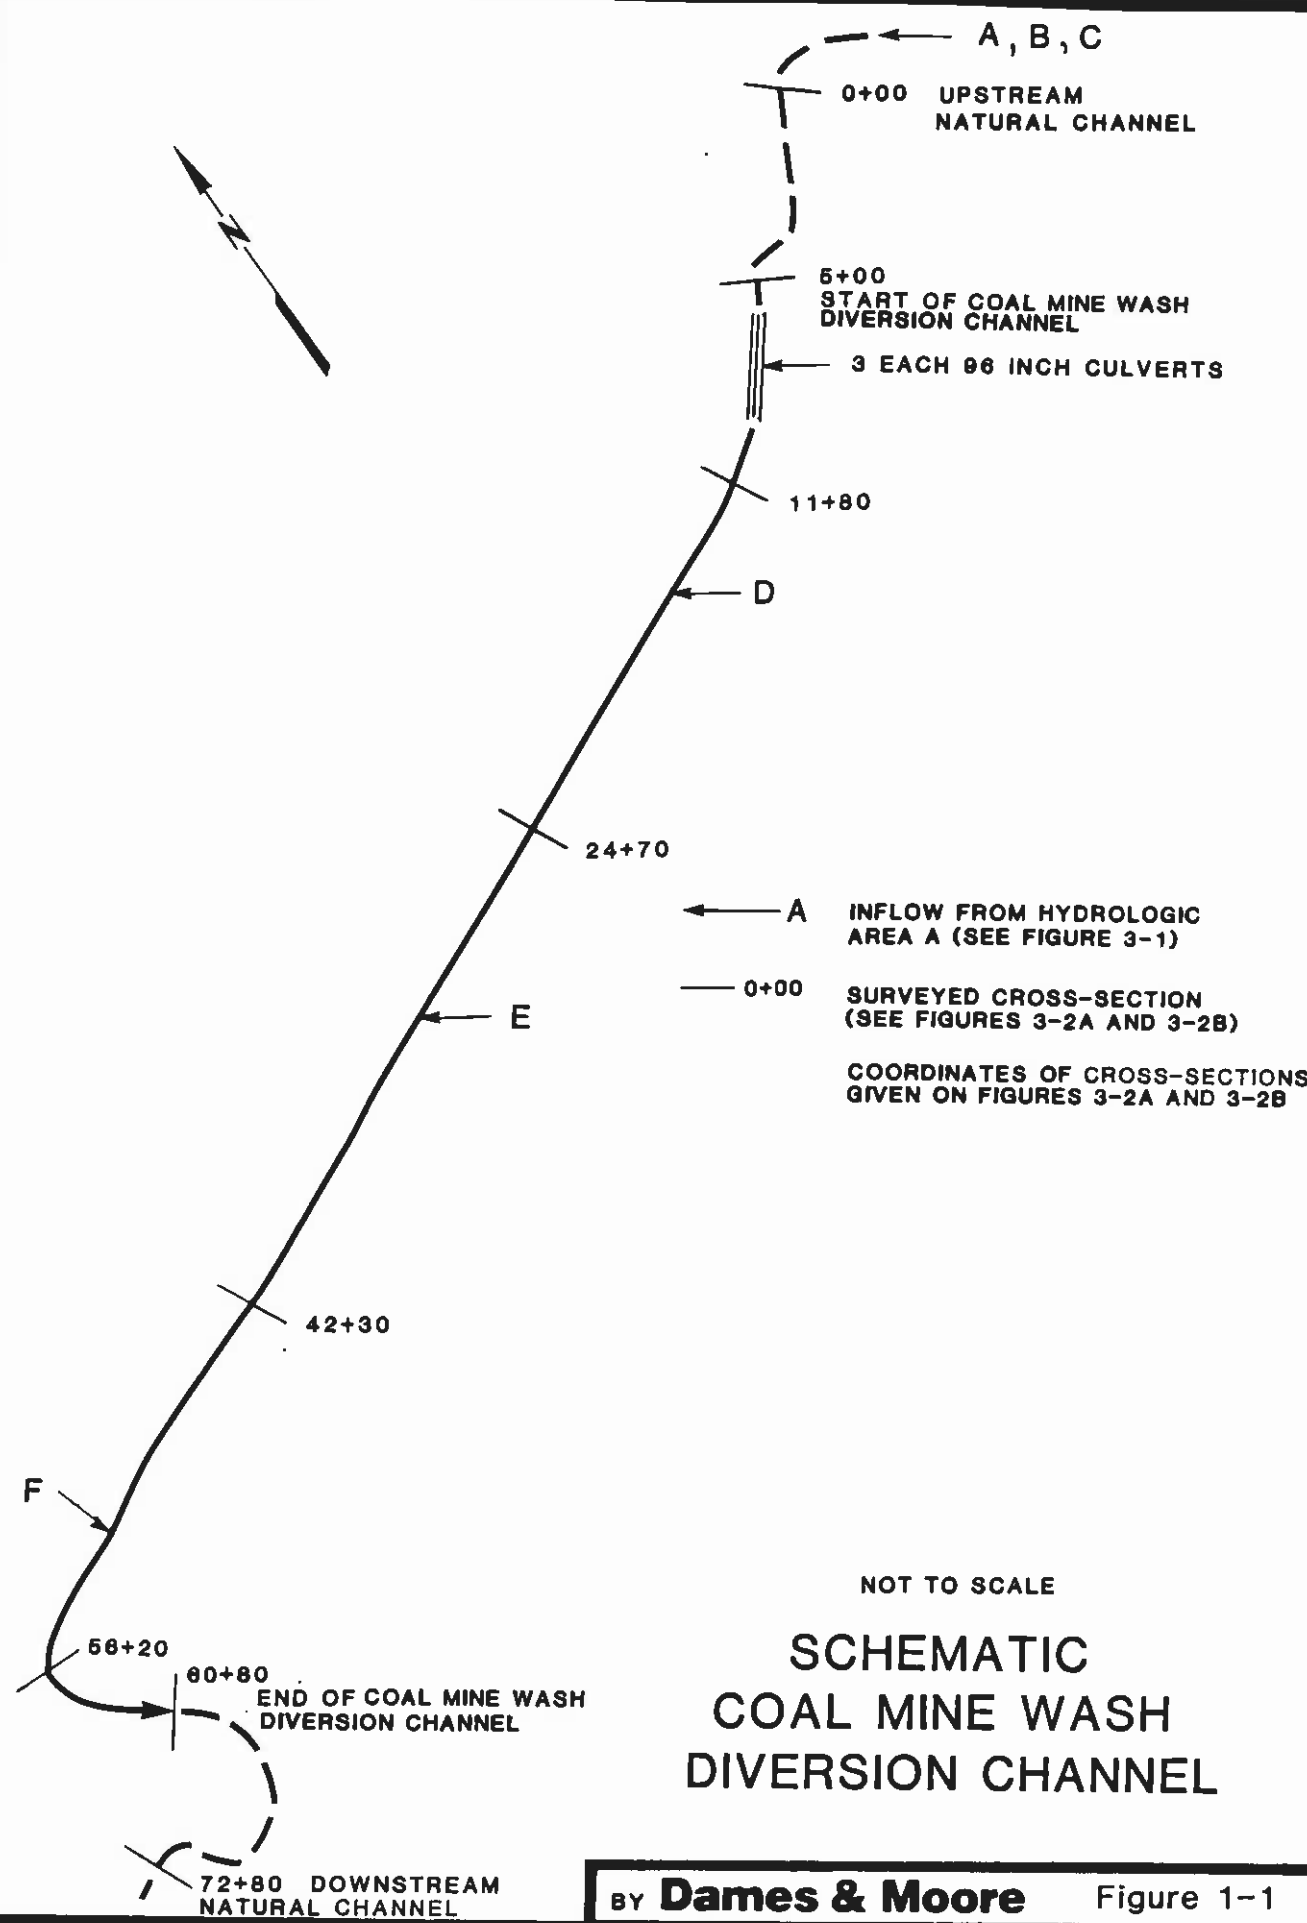 A, B, C
0+00 UPSTREAM
NATURAL CHANNEL
N
5+00
START OF COAL MINE WASH
DIVERSION CHANNEL
3 EACH 96 INCH CULVERTS
11+80
D
24+70
A INFLOW FROM HYDROLOGIC
AREA A (SEE FIGURE 3-1)
E
0+00 SURVEYED CROSS-SECTION
(SEE FIGURES 3-2A AND 3-2B)
COORDINATES OF CROSS-SECTIONS
GIVEN ON FIGURES 3-2A AND 3-2B
42+30
F
NOT TO SCALE
56+20
60+80
END OF COAL MINE WASH
DIVERSION CHANNEL
SCHEMATIC
COAL MINE WASH
DIVERSION CHANNEL
72+80 DOWNSTREAM
NATURAL CHANNEL
BY Dames & Moore Figure 1-1